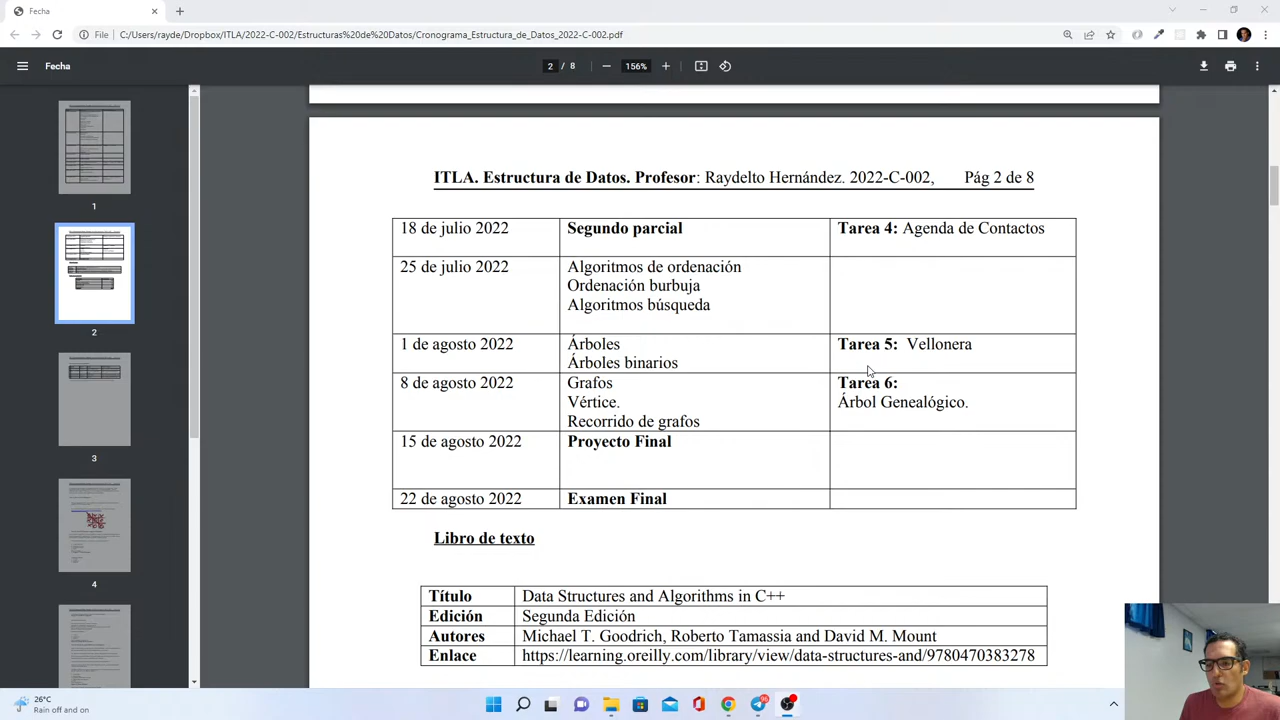 Fecha
File
C:/Users/rayde/Dropbox/ITLA/2022-C-002/Estructuras%20de%20Datos/Cronograma_Estructura_de_Datos_2022-C-002.pdf
Fecha
2 / 8
156%
1
2
3
4
ITLA. Estructura de Datos. Profesor: Raydelto Hernández. 2022-C-002, Pág 2 de 8
18 de julio 2022 Segundo parcial Tarea 4: Agenda de Contactos
25 de julio 2022 Algoritmos de ordenación
Ordenación burbuja
Algoritmos búsqueda
1 de agosto 2022 Árboles Tarea 5: Vellonera
Árboles binarios
8 de agosto 2022 Grafos Tarea 6:
Vértice. Árbol Genealógico.
Recorrido de grafos
15 de agosto 2022 Proyecto Final
22 de agosto 2022 Examen Final
Libro de texto
Título Data Structures and Algorithms in C++
Edición Segunda Edición
Autores Michael T. Goodrich, Roberto Tamassia and David M. Mount
Enlace https://learning.oreilly.com/library/view/data-structures-and/9780470383278
26°C
Rain off and on